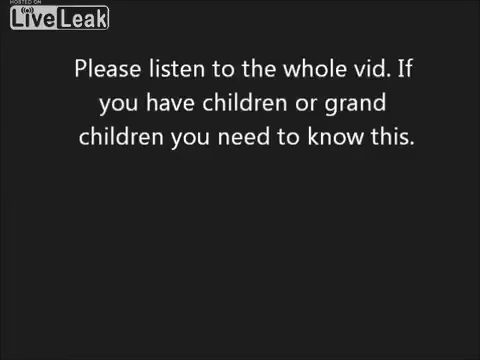 HOSTED ON
LiveLeak
Please listen to the whole vid. If
you have children or grand
children you need to know this.